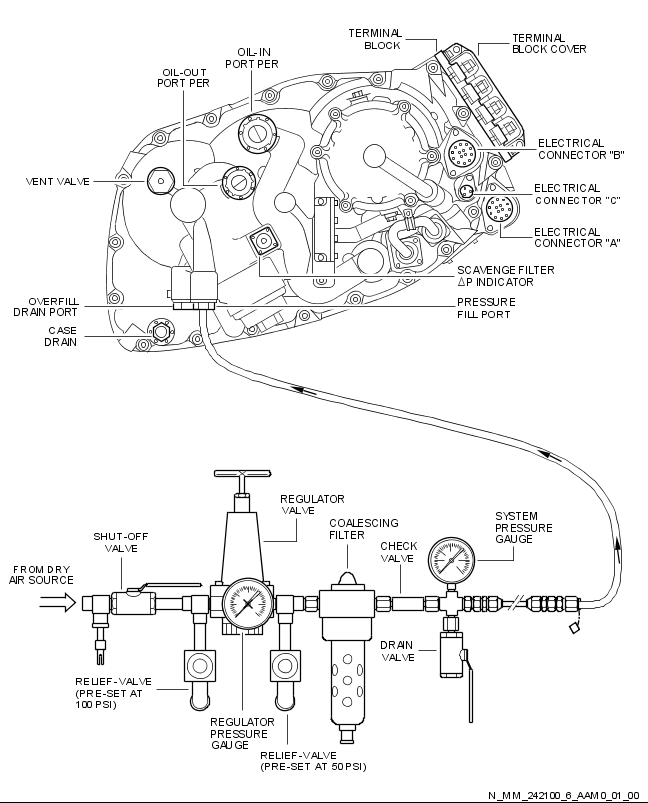 TERMINAL
BLOCK
TERMINAL
BLOCK COVER
OIL-IN
PORT PER
OIL-OUT
PORT PER
ELECTRICAL
CONNECTOR "B"
VENT VALVE
ELECTRICAL
CONNECTOR "C"
ELECTRICAL
CONNECTOR "A"
SCAVENGE FILTER
ΔP INDICATOR
OVERFILL
DRAIN PORT
PRESSURE
FILL PORT
CASE
DRAIN
REGULATOR
VALVE
SYSTEM
PRESSURE
GAUGE
COALESCING
FILTER
SHUT-OFF
VALVE
CHECK
VALVE
FROM DRY
AIR SOURCE
DRAIN
VALVE
RELIEF-VALVE
(PRE-SET AT
100 PSI)
REGULATOR
PRESSURE
GAUGE
RELIEF-VALVE
(PRE-SET AT 50 PSI)
N_MM_242100_6_AAM0_01_00